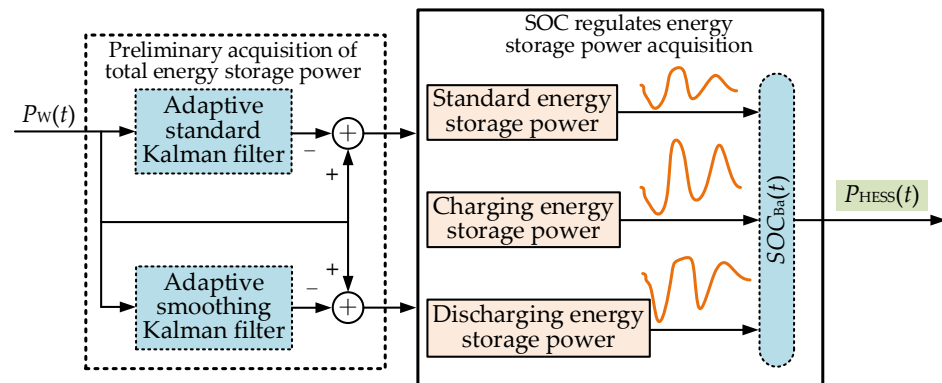 Preliminary acquisition of
total energy storage power
SOC regulates energy
storage power acquisition
PW(t)
Adaptive
standard
Kalman filter
−
+
+
Standard energy
storage power
Charging energy
storage power
SOCBa(t)
PHESS(t)
+
Adaptive
smoothing
Kalman filter
−
+
Discharging energy
storage power